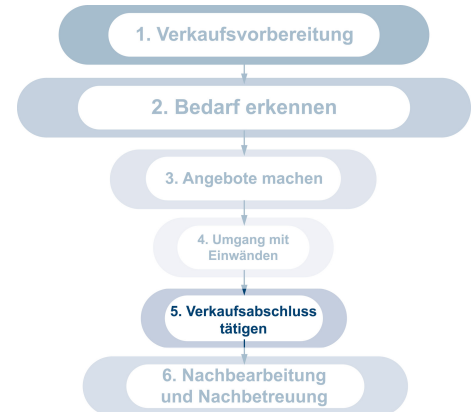 1. Verkaufsvorbereitung
2. Bedarf erkennen
3. Angebote machen
4. Umgang mit
Einwänden
5. Verkaufsabschluss
tätigen
6. Nachbearbeitung
und Nachbetreuung